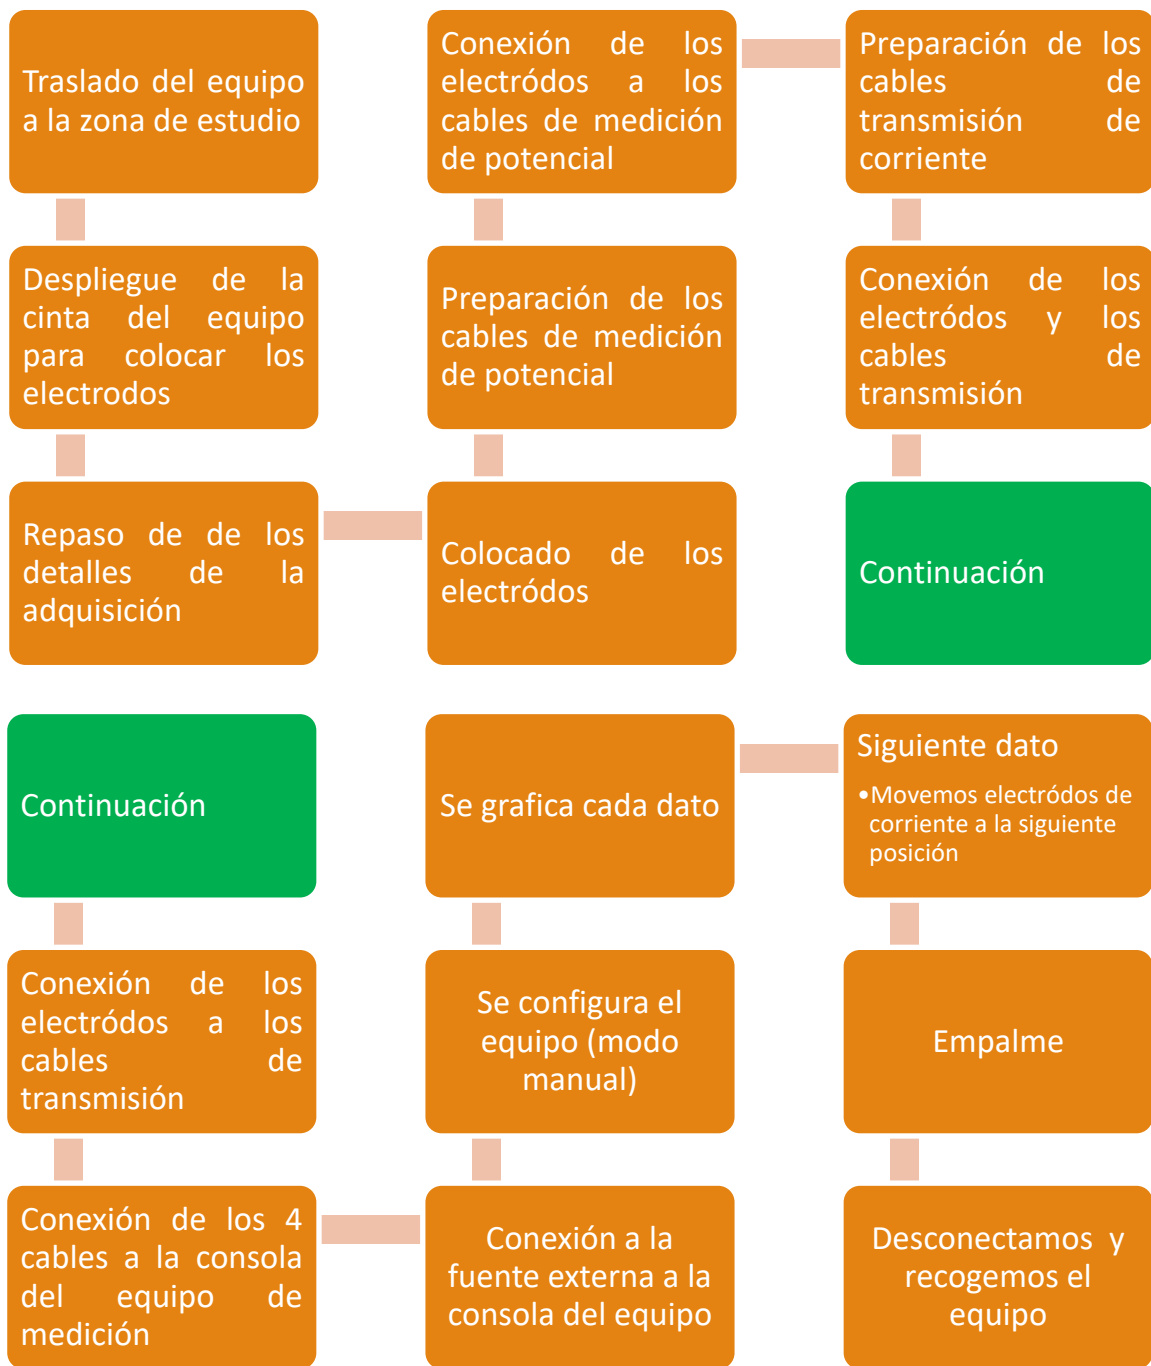 Traslado del equipo
a la zona de estudio
Despliegue de la
cinta del equipo
para colocar los
electrodos
Repaso de de los
detalles de la
adquisición
Colocado de los
electródos
Preparación de los
cables de medición
de potencial
Conexión de los
electródos a los
cables de medición
de potencial
Preparación de los
cables de
transmisión de
corriente
Conexión de los
electródos y los
cables de
transmisión
Continuación
Continuación
Conexión de los
electródos a los
cables de
transmisión
Conexión de los 4
cables a la consola
del equipo de
medición
Conexión a la
fuente externa a la
consola del equipo
Se configura el
equipo (modo
manual)
Se grafica cada dato
Siguiente dato
•Movemos electródos de
corriente a la siguiente
posición
Empalme
Desconectamos y
recogemos el
equipo